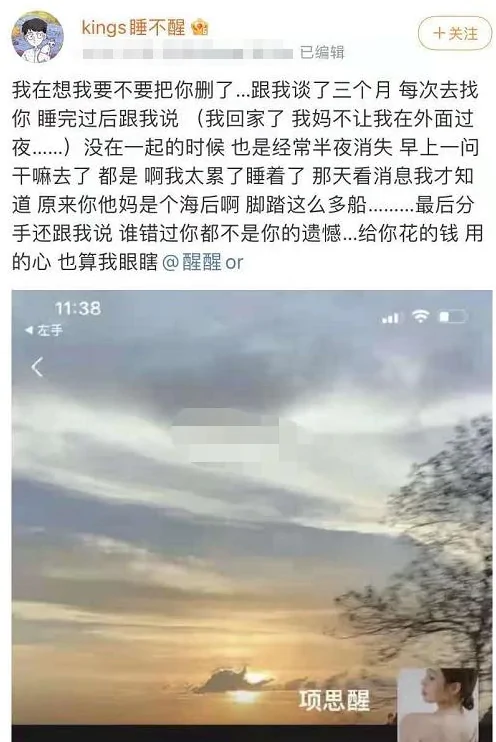 kings睡不醒
已编辑
+关注
我在想我要不要把你删了...跟我谈了三个月 每次去找
你 睡完过后跟我说 （我回家了 我妈不让我在外面过
夜......）没在一起的时候 也是经常半夜消失 早上一问
干嘛去了 都是 啊我太累了睡着了 那天看消息我才知
道 原来你他妈是个海后啊 脚踏这么多船.........最后分
手还跟我说 谁错过你都不是你的遗憾...给你花的钱 用
的心 也算我眼瞎 @醒醒or
11:38
左手
项思醒